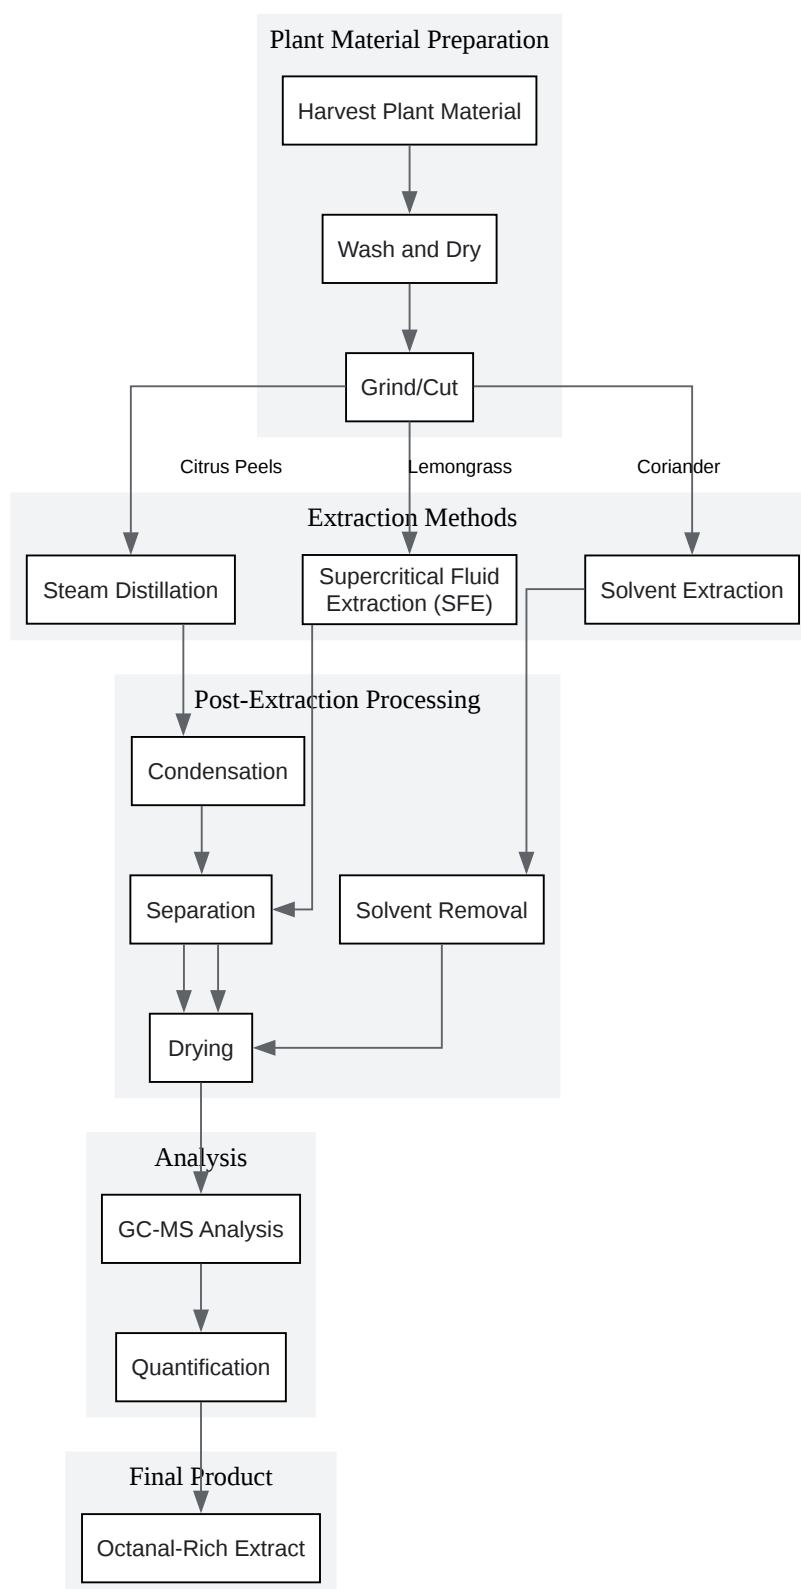 Plant Material Preparation
Harvest Plant Material
Wash and Dry
Grind/Cut
Citrus Peels
Lemongrass
Coriander
Extraction Methods
Steam Distillation
Supercritical Fluid
Extraction (SFE)
Solvent Extraction
Post-Extraction Processing
Condensation
Separation
Solvent Removal
Drying
Analysis
GC-MS Analysis
Quantification
Final Product
Octanal-Rich Extract